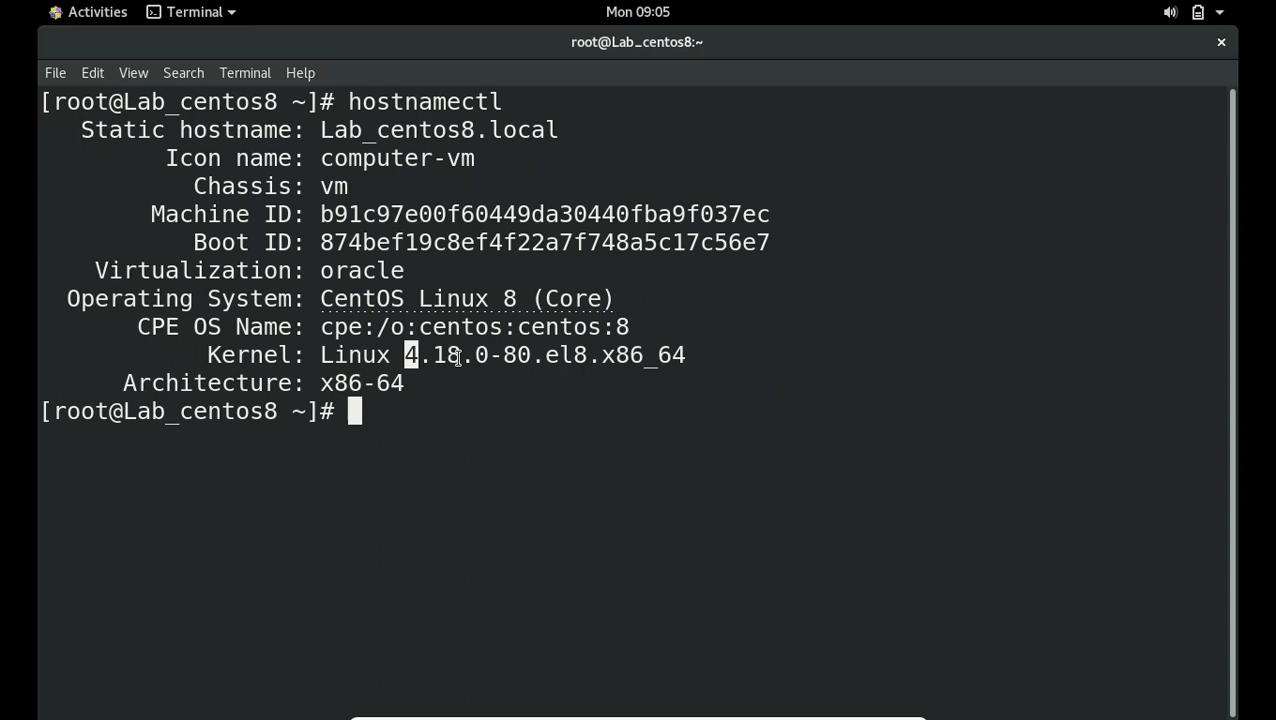 Activities Terminal Mon 09:05
root@Lab_centos8:~
File Edit View Search Terminal Help
[root@Lab_centos8 ~]# hostnamectl
   Static hostname: Lab_centos8.local
         Icon name: computer-vm
           Chassis: vm
        Machine ID: b91c97e00f60449da30440fba9f037ec
           Boot ID: 874bef19c8ef4f22a7f748a5c17c56e7
    Virtualization: oracle
  Operating System: CentOS Linux 8 (Core)
       CPE OS Name: cpe:/o:centos:centos:8
            Kernel: Linux 4.18.0-80.el8.x86_64
      Architecture: x86-64
[root@Lab_centos8 ~]#